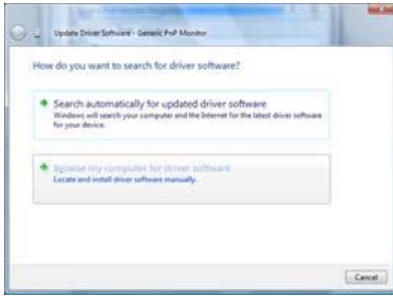 Update Driver Software - Generic PnP Monitor
How do you want to search for driver software?
Search automatically for updated driver software
Windows will search your computer and the Internet for the latest driver software
for your device.
Browse my computer for driver software
Locate and install driver software manually.
Cancel